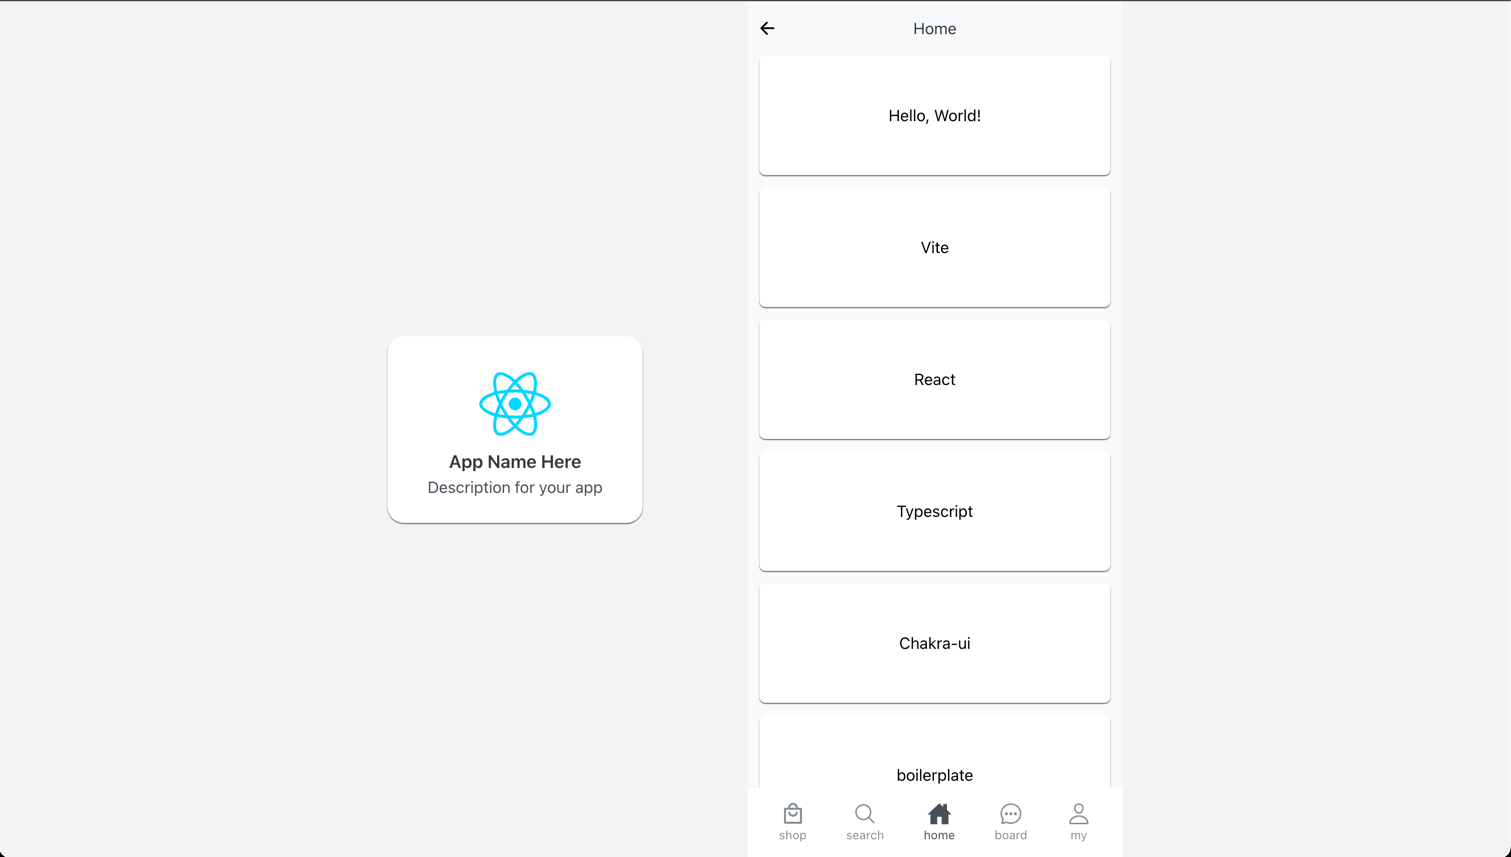 App Name Here
Description for your app
Home
Hello, World!
Vite
React
Typescript
Chakra-ui
boilerplate
shop
search
home
board
my